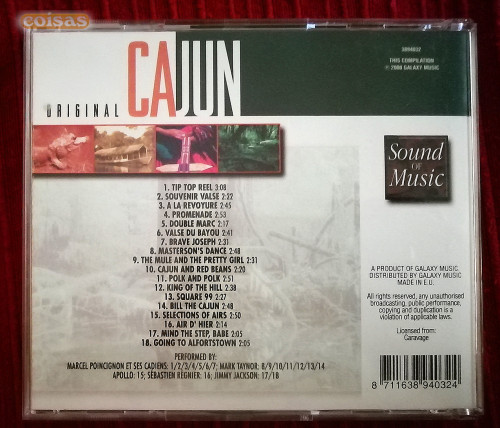 coisas
ORIGINAL CAJUN
THIS COMPILATION
℗ 2000 GALAXY MUSIC
Sound
OF
Music
1. TIP TOP REEL 3:08
2. SOUVENIR VALSE 2:22
3. A LA REVOYURE 2:45
4. PROMENADE 2:53
5. DOUBLE MARC 2:17
6. VALSE DU BAYOU 2:41
7. BRAVE JOSEPH 2:31
8. MASTERSON'S DANCE 2:48
9. THE MULE AND THE PRETTY GIRL 2:31
10. CAJUN AND RED BEANS 2:20
11. POLK AND POLK 2:51
12. KING OF THE HILL 2:38
13. SQUARE 99 2:27
14. BILL THE CAJUN 2:48
15. SELECTIONS OF AIRS 2:50
16. AIR D' HIER 2:14
17. MIND THE STEP, BABE 2:05
18. GOING TO ALFORTSTOWN 2:05
PERFORMED BY:
MARCEL POINCIGNON ET SES CADIENS: 1/2/3/4/5/6/7; MARK TAYNOR: 8/9/10/11/12/13/14
APOLLO: 15; SÉBASTIEN RÉGNIER: 16; JIMMY JACKSON: 17/18
A PRODUCT OF GALAXY MUSIC.
DISTRIBUTED BY GALAXY MUSIC
MADE IN E.U.
All rights reserved, any unauthorised
broadcasting, public performance,
copying and duplication is a
violation of applicable laws.
Licensed from:
Caravage
8 711638 940324